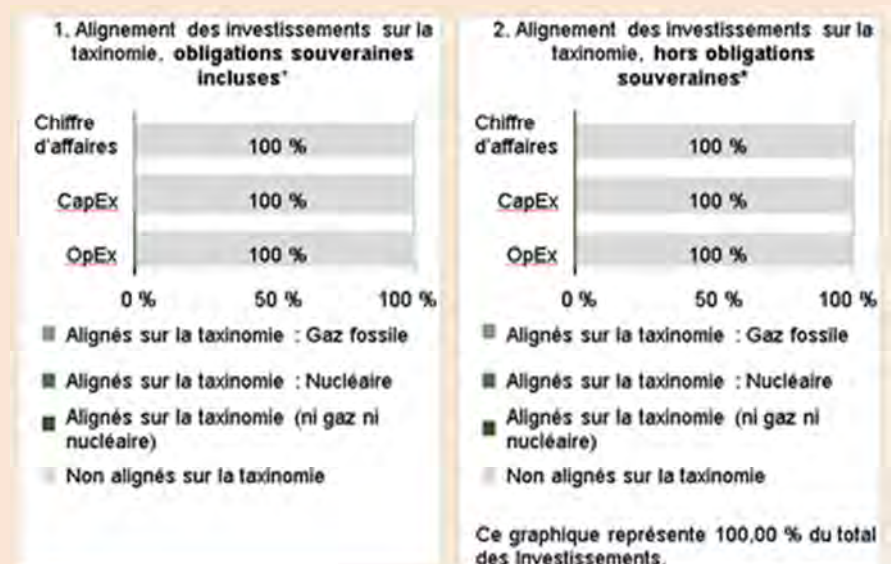 1. Alignement des investissements sur la
taxinomie, obligations souveraines
incluses*
Chiffre
d'affaires
100 %
CapEx
100 %
OpEx
100 %
0 %
50 %
100 %
Alignés sur la taxinomie : Gaz fossile
Alignés sur la taxinomie : Nucléaire
Alignés sur la taxinomie (ni gaz ni
nucléaire)
Non alignés sur la taxinomie
2. Alignement des investissements sur la
taxinomie, hors obligations
souveraines*
Chiffre
d'affaires
100 %
CapEx
100 %
OpEx
100 %
0 %
50 %
100 %
Alignés sur la taxinomie : Gaz fossile
Alignés sur la taxinomie : Nucléaire
Alignés sur la taxinomie (ni gaz ni
nucléaire)
Non alignés sur la taxinomie
Ce graphique représente 100,00 % du total
des Investissements.